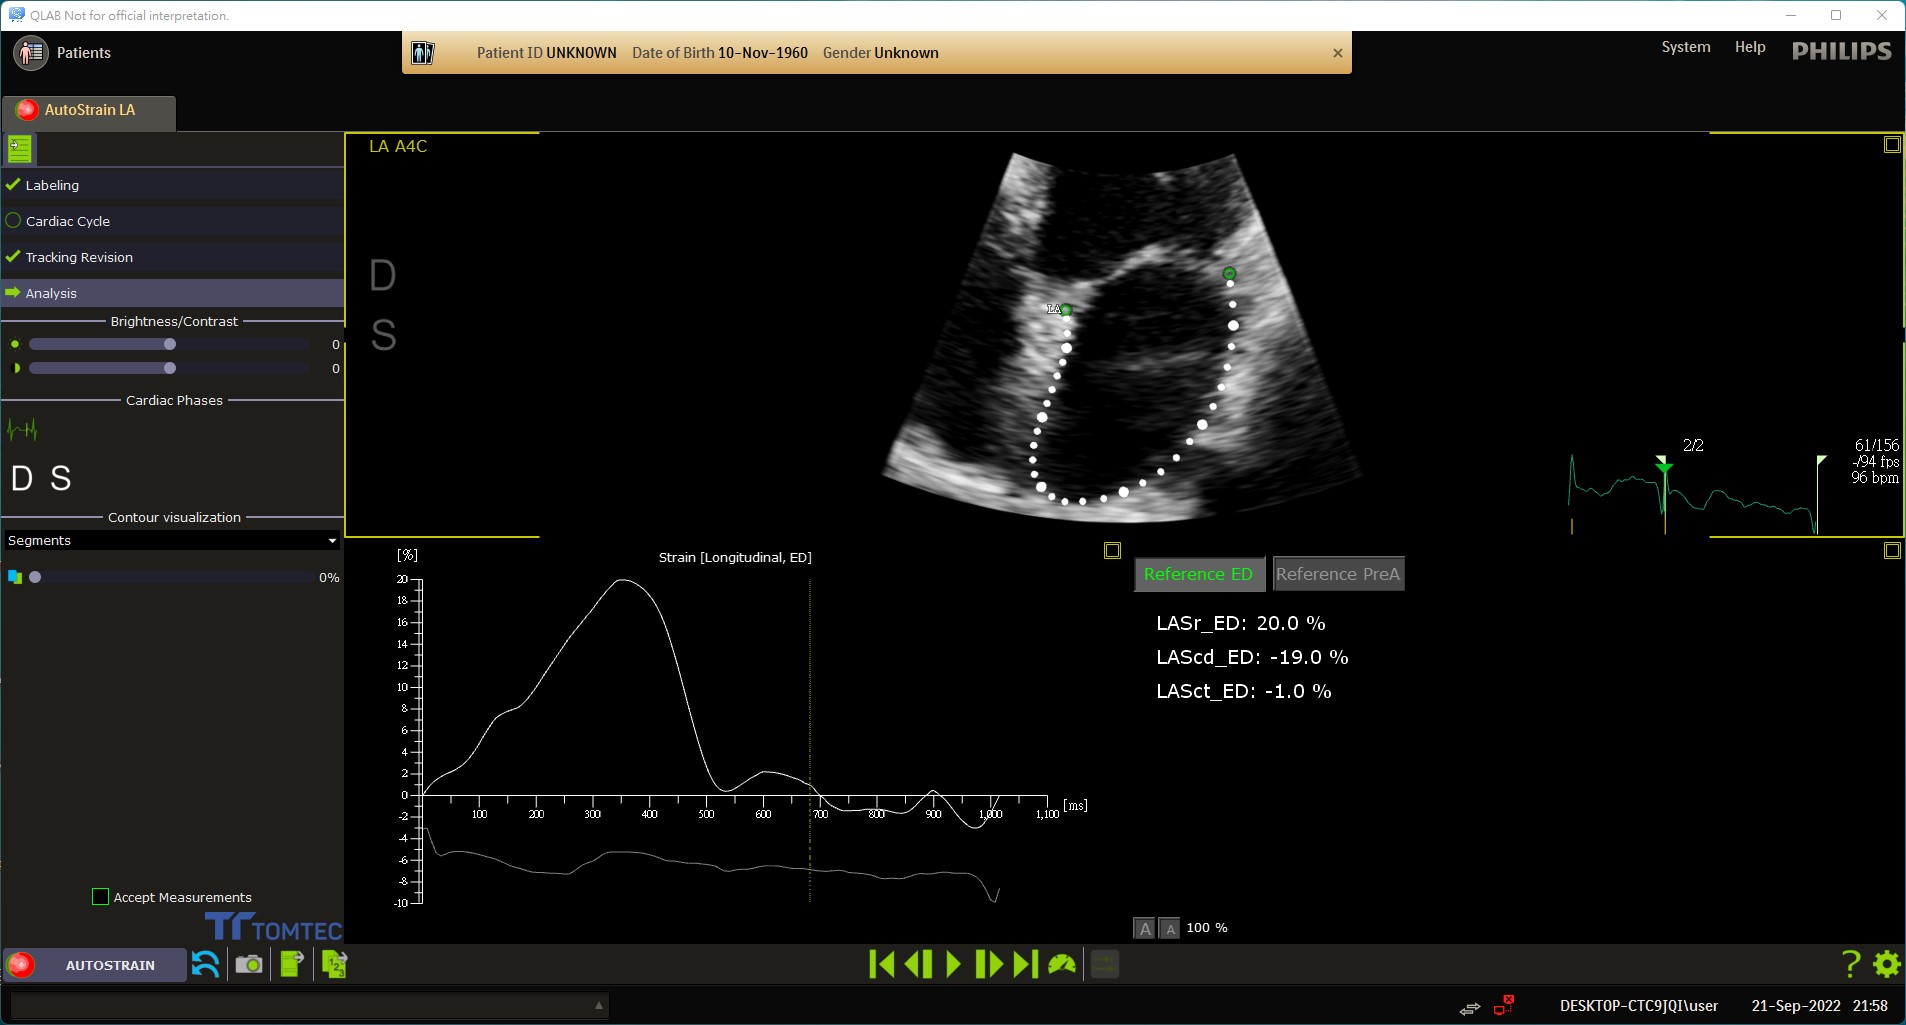 QLAB Not for official interpretation.
Patients
Patient ID UNKNOWN Date of Birth 10-Nov-1960 Gender Unknown
System Help PHILIPS
AutoStrain LA
Labeling
Cardiac Cycle
Tracking Revision
Analysis
Brightness/Contrast
0
0
Cardiac Phases
D S
Contour visualization
Segments
0%
Accept Measurements
TOMTEC
AUTOSTRAIN
LA A4C
D
S
LA
2/2
61/156
-/94 fps
96 bpm
[%]
Strain [Longitudinal, ED]
20
18
16
14
12
10
8
6
4
2
0
-2
-4
-6
-8
-10
100 200 300 400 500 600 700 800 900 1,000 1,100 [ms]
Reference ED Reference PreA
LASr_ED: 20.0 %
LAScd_ED: -19.0 %
LASct_ED: -1.0 %
A A 100 %
1 2 3
?
DESKTOP-CTC9JQI\user 21-Sep-2022 21:58